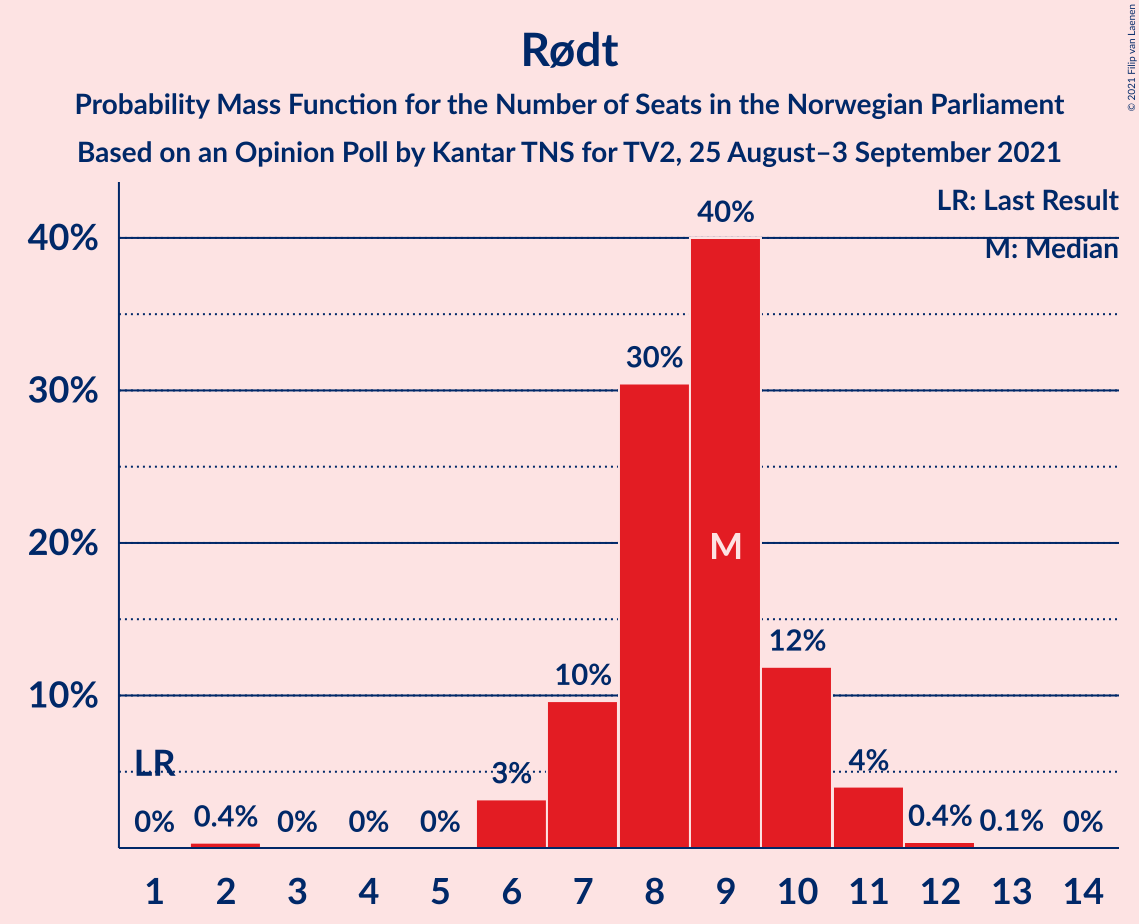 Rødt
Probability Mass Function for the Number of Seats in the Norwegian Parliament
Based on an Opinion Poll by Kantar TNS for TV2, 25 August–3 September 2021
© 2021 Filip van Laenen
LR: Last Result
M: Median
40%
30%
20%
10%
LR
0%
0.4%
0%
0%
0%
3%
10%
30%
40%
M
12%
4%
0.4%
0.1%
0%
1 2 3 4 5 6 7 8 9 10 11 12 13 14